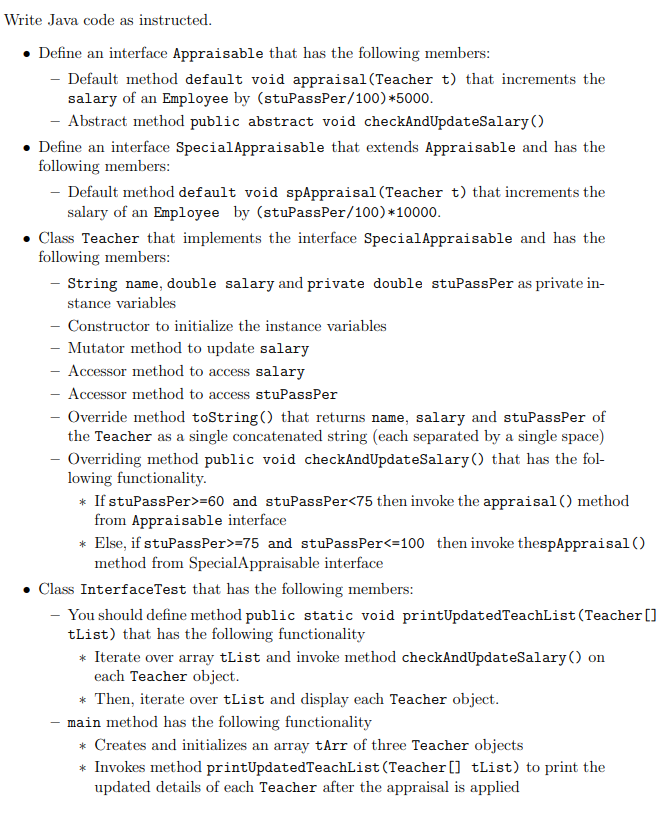 Write Java code as instructed.
• Define an interface Appraisable that has the following members:
– Default method default void appraisal(Teacher t) that increments the
salary of an Employee by (stuPassPer/100)*5000.
– Abstract method public abstract void checkAndUpdateSalary()
• Define an interface SpecialAppraisable that extends Appraisable and has the
following members:
– Default method default void spAppraisal(Teacher t) that increments the
salary of an Employee by (stuPassPer/100)*10000.
• Class Teacher that implements the interface SpecialAppraisable and has the
following members:
– String name, double salary and private double stuPassPer as private in-
stance variables
– Constructor to initialize the instance variables
– Mutator method to update salary
– Accessor method to access salary
– Accessor method to access stuPassPer
– Override method toString() that returns name, salary and stuPassPer of
the Teacher as a single concatenated string (each separated by a single space)
– Overriding method public void checkAndUpdateSalary() that has the fol-
lowing functionality.
* If stuPassPer>=60 and stuPassPer<75 then invoke the appraisal() method
from Appraisable interface
* Else, if stuPassPer>=75 and stuPassPer<=100 then invoke thespAppraisal()
method from SpecialAppraisable interface
• Class InterfaceTest that has the following members:
– You should define method public static void printUpdatedTeachList(Teacher[]
tList) that has the following functionality
* Iterate over array tList and invoke method checkAndUpdateSalary() on
each Teacher object.
* Then, iterate over tList and display each Teacher object.
– main method has the following functionality
* Creates and initializes an array tArr of three Teacher objects
* Invokes method printUpdatedTeachList(Teacher[] tList) to print the
updated details of each Teacher after the appraisal is applied